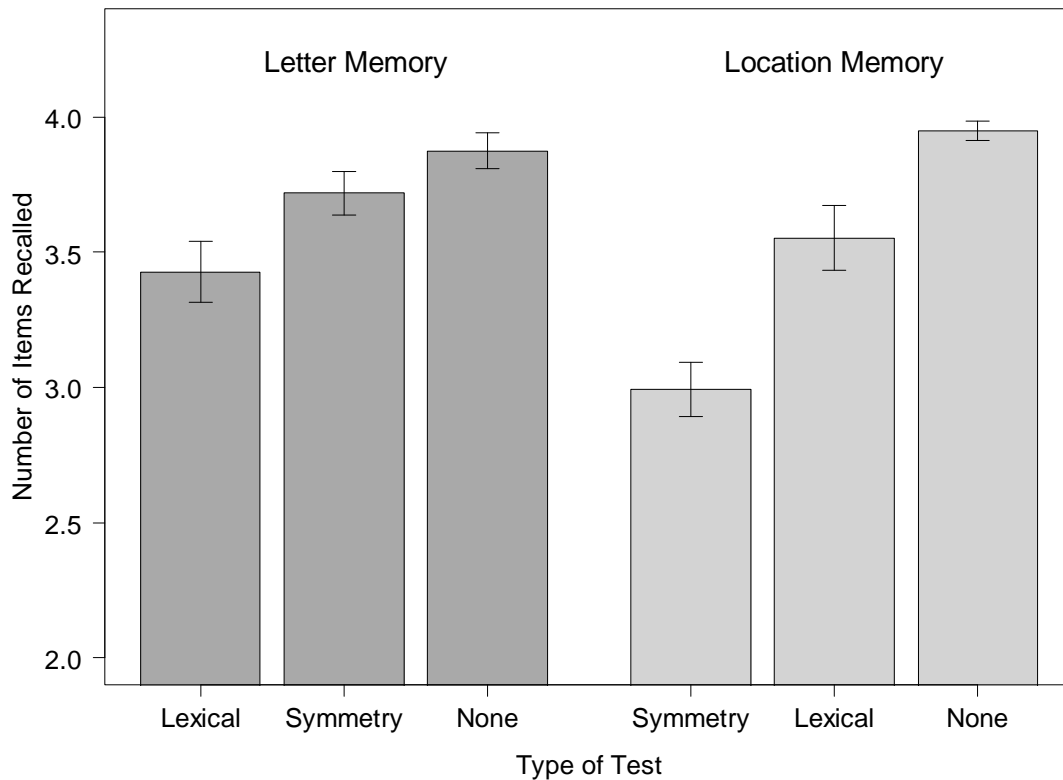 Letter Memory
Location Memory
Number of Items Recalled
4.0
3.5
3.0
2.5
2.0
Lexical Symmetry None Symmetry Lexical None
Type of Test